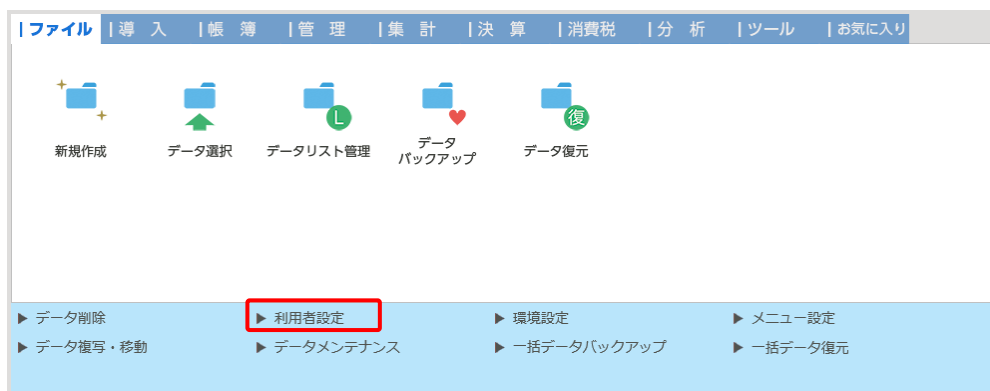 |ファイル |導 入 |帳 簿 |管 理 |集 計 |決 算 |消費税 |分 析 |ツール |お気に入り
L 復
新規作成 データ選択 データリスト管理 データ バックアップ データ復元
▶ データ削除 ▶ 利用者設定 ▶ 環境設定 ▶ メニュー設定
▶ データ複写・移動 ▶ データメンテナンス ▶ 一括データバックアップ ▶ 一括データ復元